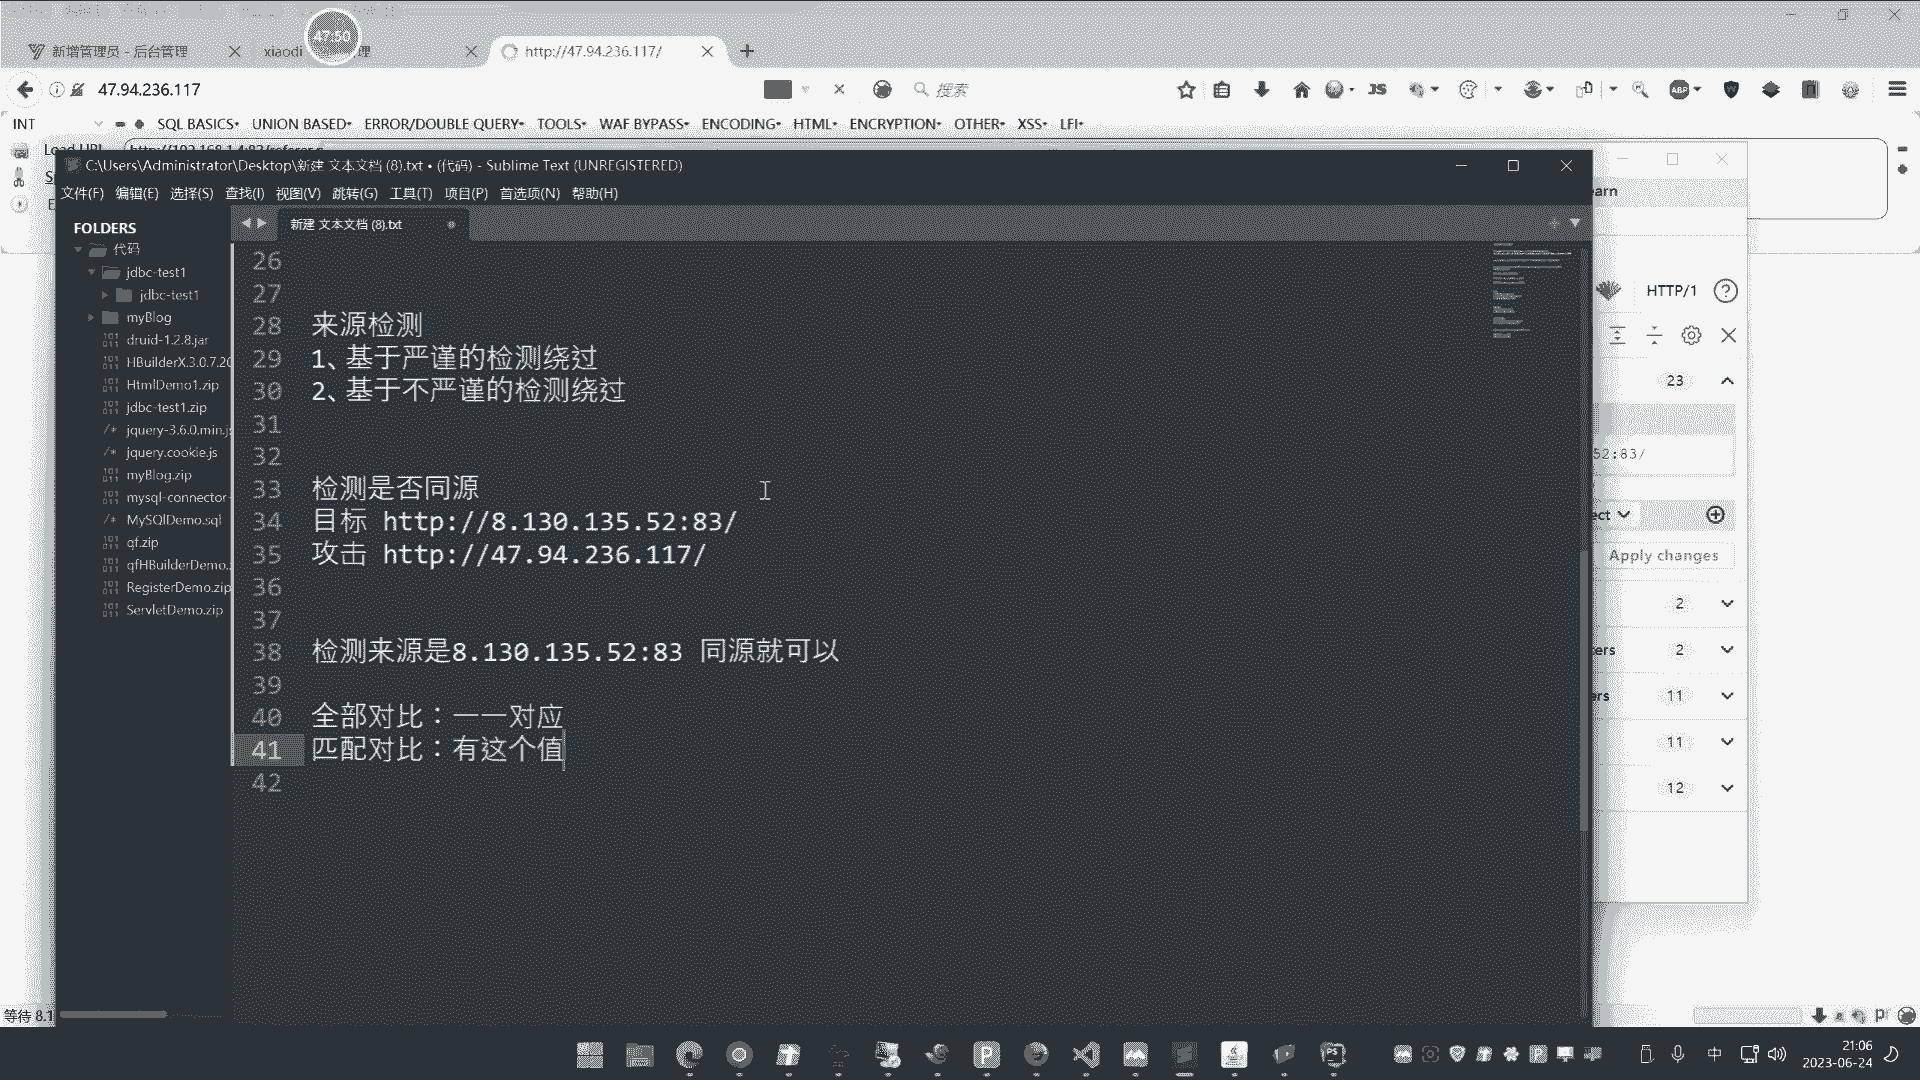 新增管理员 - 后台管理
xiaodi
47:50
理
http://47.94.236.117/
47.94.236.117
搜索
JS
ABP
INT
SQL BASICS
UNION BASED
ERROR/DOUBLE QUERY
TOOLS
WAF BYPASS
ENCODING
HTML
ENCRYPTION
OTHER
XSS
LFI
C:\Users\Administrator\Desktop\新建 文本文档 (8).txt • (代码) - Sublime Text (UNREGISTERED)
文件(F) 编辑(E) 选择(S) 查找(I) 视图(V) 跳转(G) 工具(T) 项目(P) 首选项(N) 帮助(H)
FOLDERS
代码
jdbc-test1
jdbc-test1
myBlog
druid-1.2.8.jar
HBuilderX.3.0.7.20
HtmlDemo1.zip
jdbc-test1.zip
jquery-3.6.0.min.js
jquery.cookie.js
myBlog.zip
mysql-connector-
MySQlDemo.sql
qf.zip
qfHBuilderDemo.
RegisterDemo.zip
ServletDemo.zip
新建 文本文档 (8).txt
26
27
28 来源检测
29 1、基于严谨的检测绕过
30 2、基于不严谨的检测绕过
31
32
33 检测是否同源
34 目标 http://8.130.135.52:83/
35 攻击 http://47.94.236.117/
36
37
38 检测来源是8.130.135.52:83 同源就可以
39
40 全部对比：一一对应
41 匹配对比：有这个值
42
arn
HTTP/1
23
52:83/
ect
Apply changes
2
ers 2
rs 11
11
12
等待 8.1
中
21:06
2023-06-24